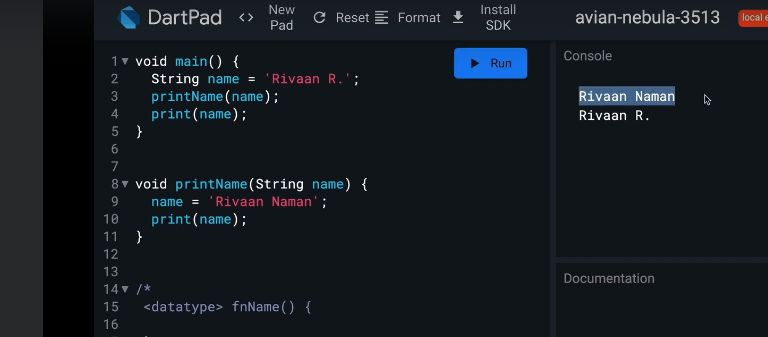 DartPad
<>
New Pad
Reset
Format
Install SDK
avian-nebula-3513
local e
1 void main() {
2 String name = 'Rivaan R.';
3 printName(name);
4 print(name);
5 }
6
7
8 void printName(String name) {
9 name = 'Rivaan Naman';
10 print(name);
11 }
12
13
14 /*
15 <datatype> fnName() {
16
Run
Console
Rivaan Naman
Rivaan R.
Documentation